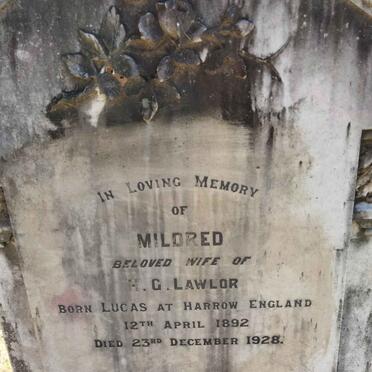 IN LOVING MEMORY
OF
MILDRED
BELOVED WIFE OF
H. G. LAWLOR
BORN LUCAS AT HARROW ENGLAND
12TH APRIL 1892
DIED 23RD DECEMBER 1928.